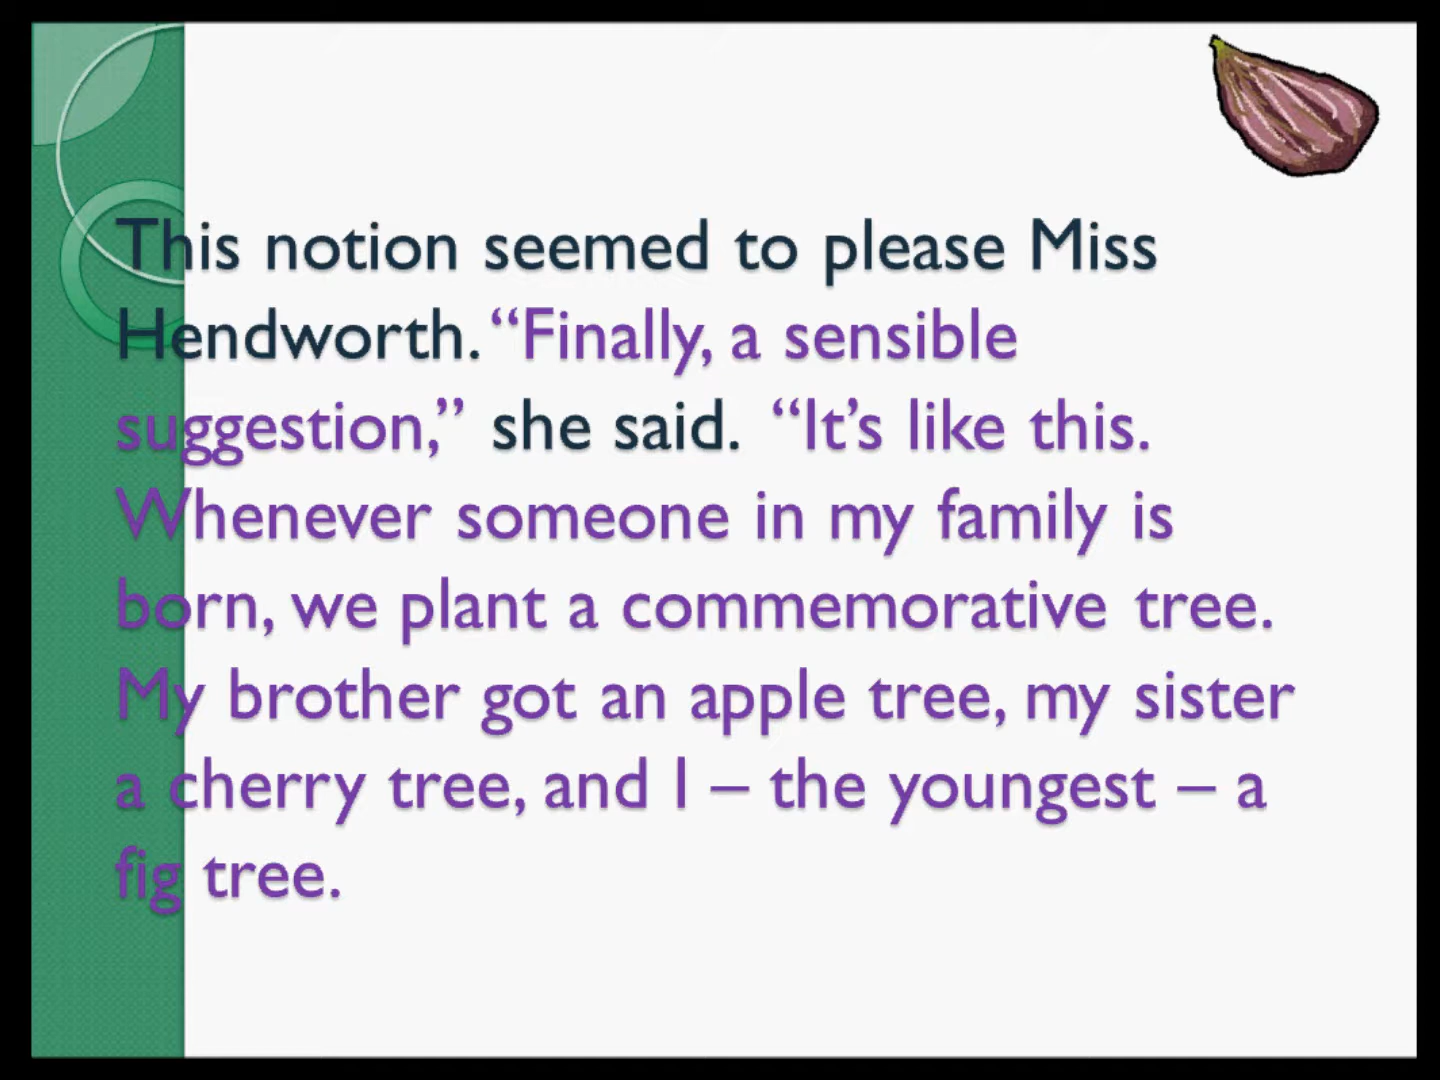 This notion seemed to please Miss
Hendworth. “Finally, a sensible
suggestion,” she said. “It’s like this.
Whenever someone in my family is
born, we plant a commemorative tree.
My brother got an apple tree, my sister
a cherry tree, and I – the youngest – a
fig tree.